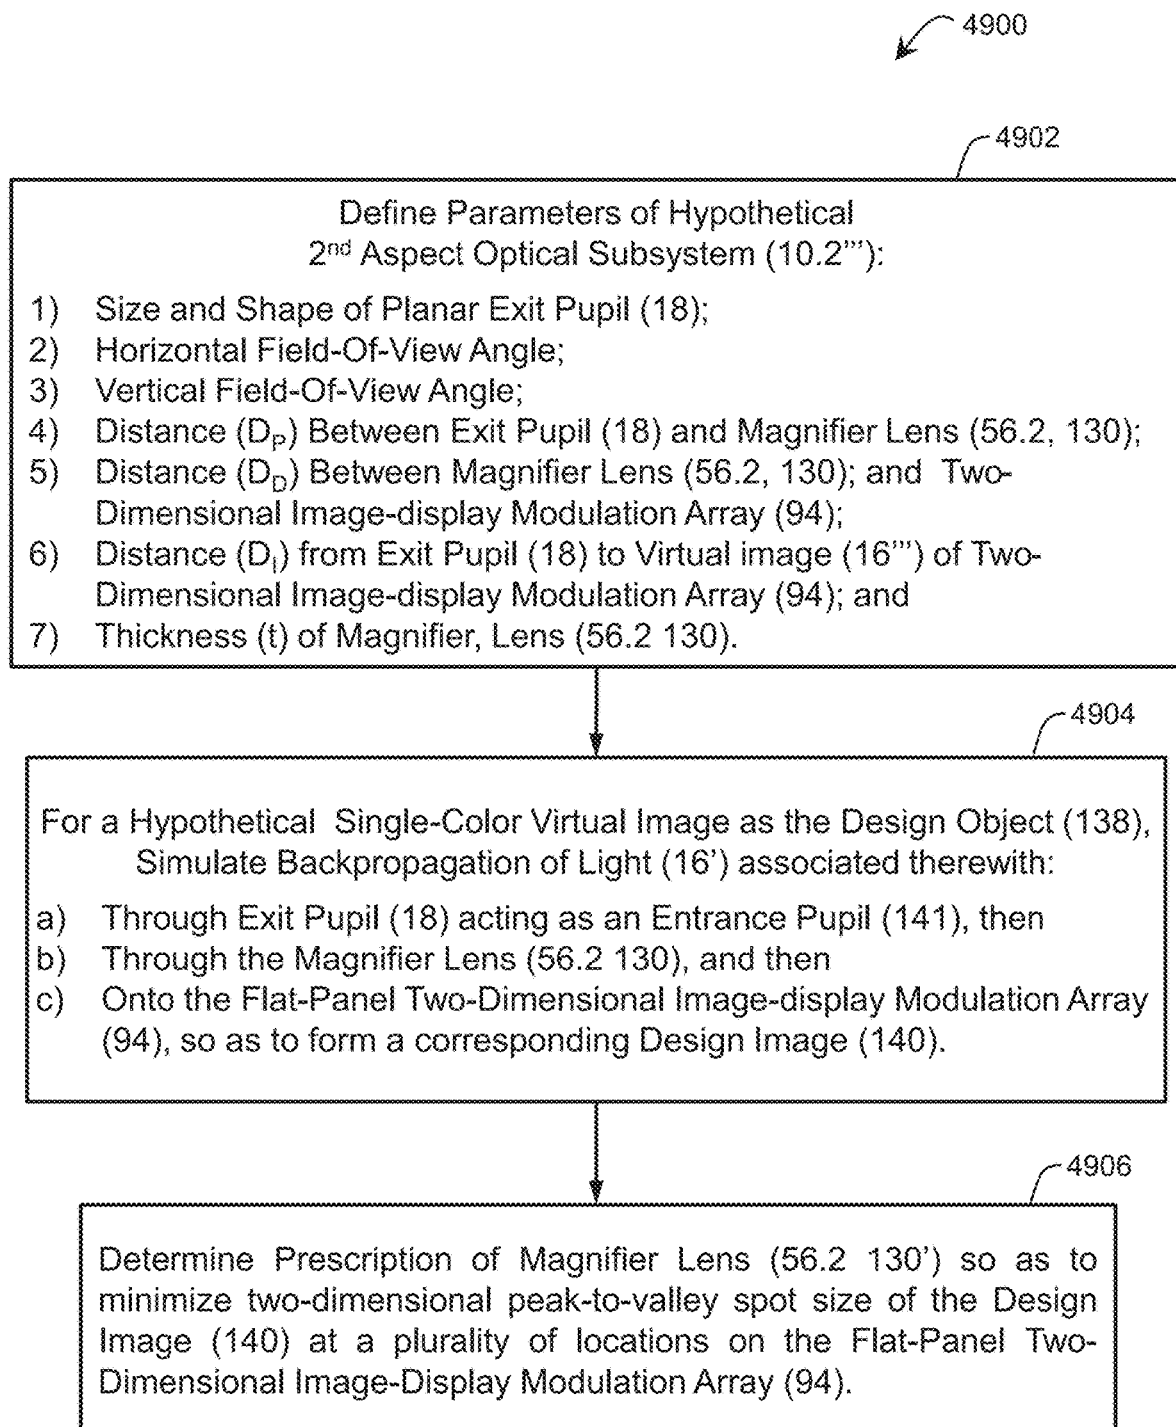 4900
4902
Define Parameters of Hypothetical
2nd Aspect Optical Subsystem (10.2'''):
1) Size and Shape of Planar Exit Pupil (18);
2) Horizontal Field-Of-View Angle;
3) Vertical Field-Of-View Angle;
4) Distance (DP) Between Exit Pupil (18) and Magnifier Lens (56.2, 130);
5) Distance (DD) Between Magnifier Lens (56.2, 130); and Two-
Dimensional Image-display Modulation Array (94);
6) Distance (DI) from Exit Pupil (18) to Virtual image (16''') of Two-
Dimensional Image-display Modulation Array (94); and
7) Thickness (t) of Magnifier, Lens (56.2 130).
4904
For a Hypothetical Single-Color Virtual Image as the Design Object (138),
Simulate Backpropagation of Light (16') associated therewith:
a) Through Exit Pupil (18) acting as an Entrance Pupil (141), then
b) Through the Magnifier Lens (56.2 130), and then
c) Onto the Flat-Panel Two-Dimensional Image-display Modulation Array
(94), so as to form a corresponding Design Image (140).
4906
Determine Prescription of Magnifier Lens (56.2 130') so as to
minimize two-dimensional peak-to-valley spot size of the Design
Image (140) at a plurality of locations on the Flat-Panel Two-
Dimensional Image-Display Modulation Array (94).